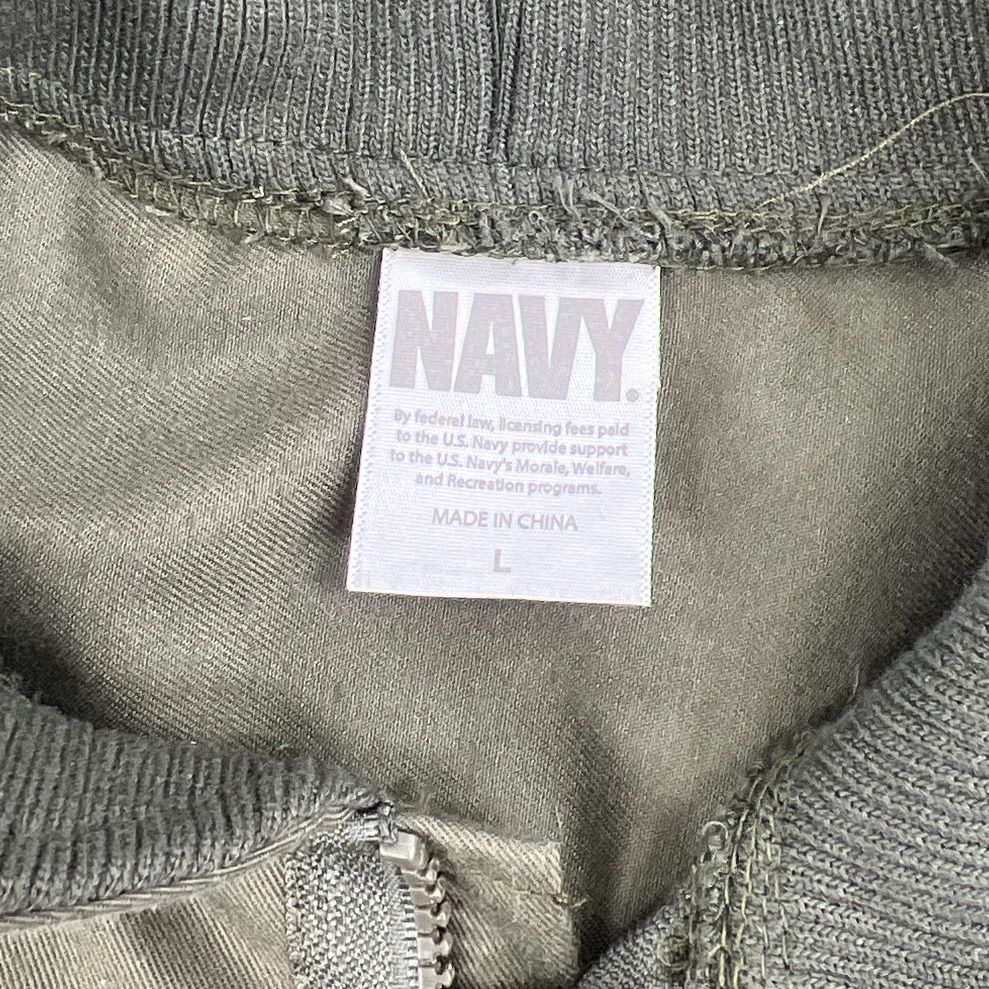 NAVY®
By federal law, licensing fees paid
to the U.S. Navy provide support
to the U.S. Navy's Morale, Welfare,
and Recreation programs.
MADE IN CHINA
L